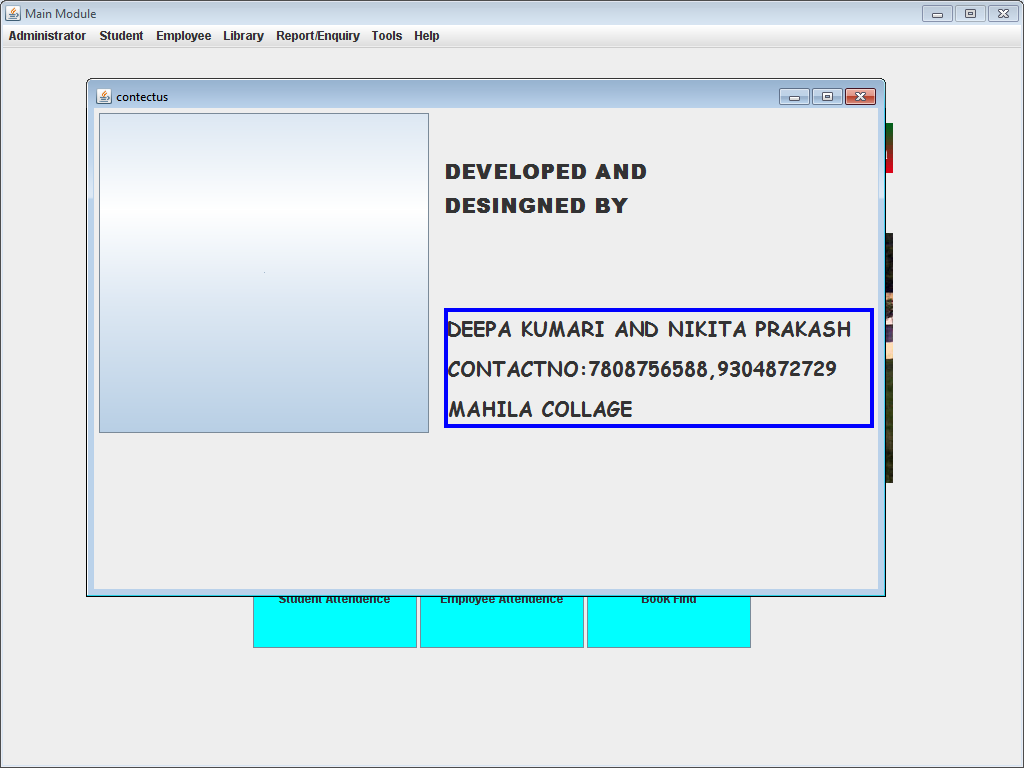 Main Module
Administrator Student Employee Library Report/Enquiry Tools Help
contectus
DEVELOPED AND
DESINGNED BY
DEEPA KUMARI AND NIKITA PRAKASH
CONTACTNO:7808756588,9304872729
MAHILA COLLAGE
Student Attendence Employee Attendence Book Find